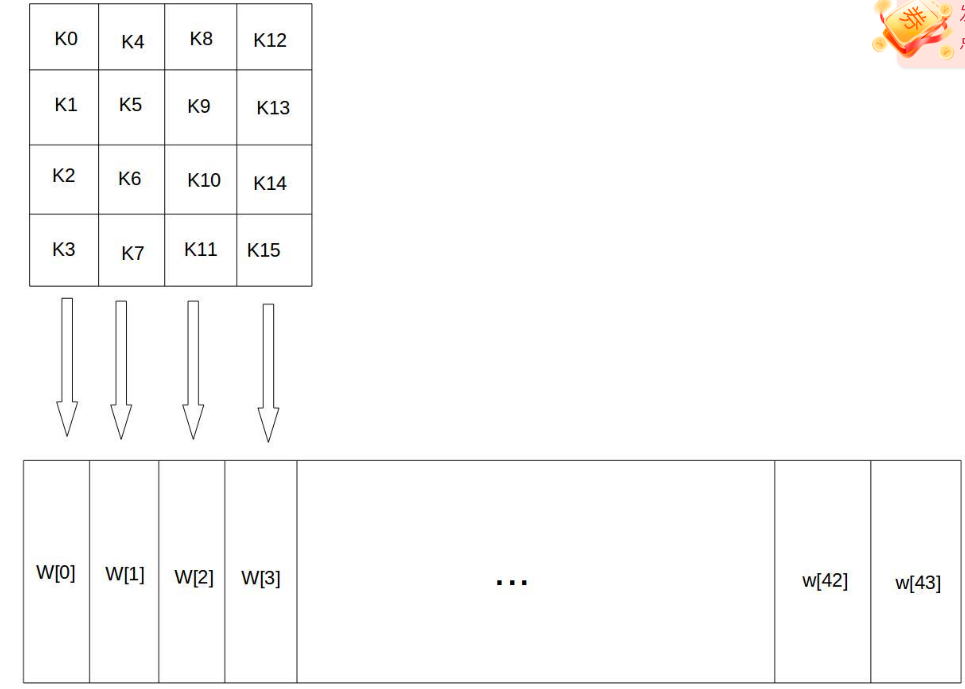 K0 K4 K8 K12
K1 K5 K9 K13
K2 K6 K10 K14
K3 K7 K11 K15
W[0] W[1] W[2] W[3] ... w[42] w[43]
券